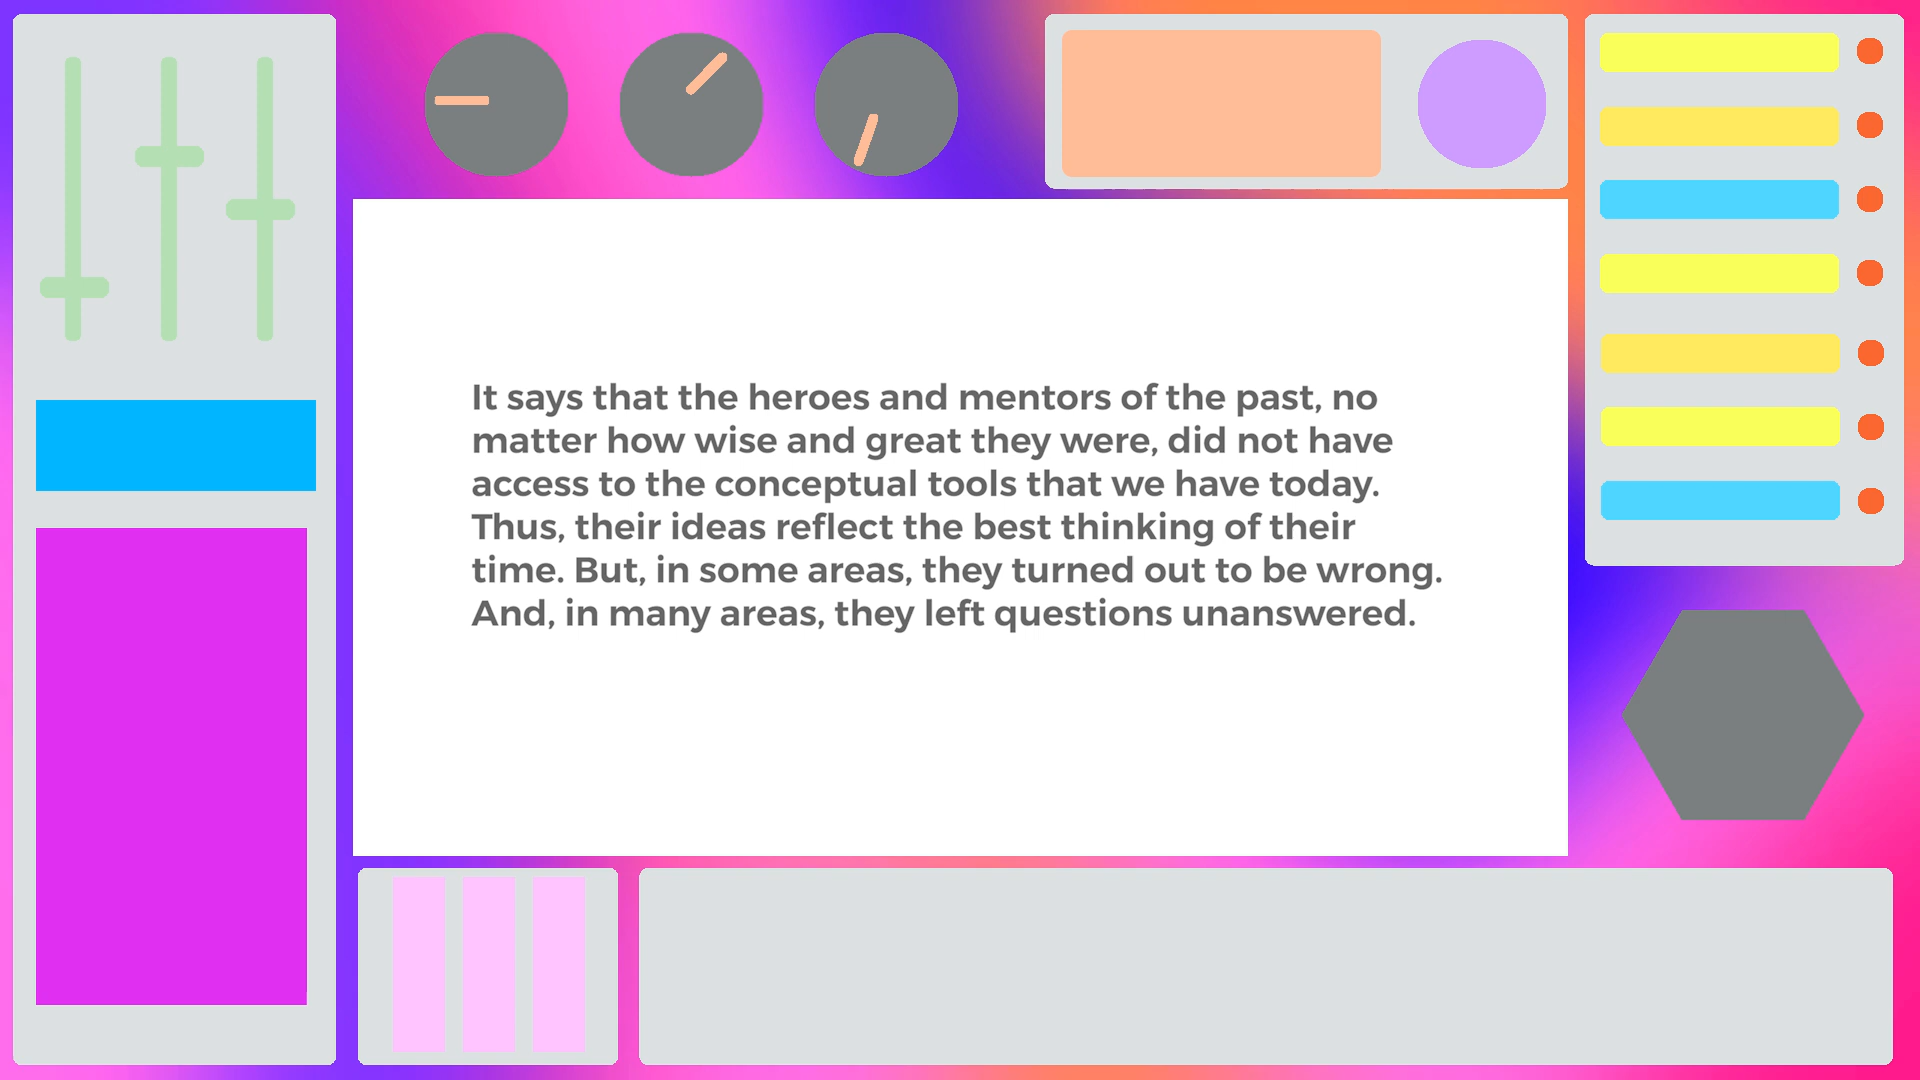 It says that the heroes and mentors of the past, no
matter how wise and great they were, did not have
access to the conceptual tools that we have today.
Thus, their ideas reflect the best thinking of their
time. But, in some areas, they turned out to be wrong.
And, in many areas, they left questions unanswered.